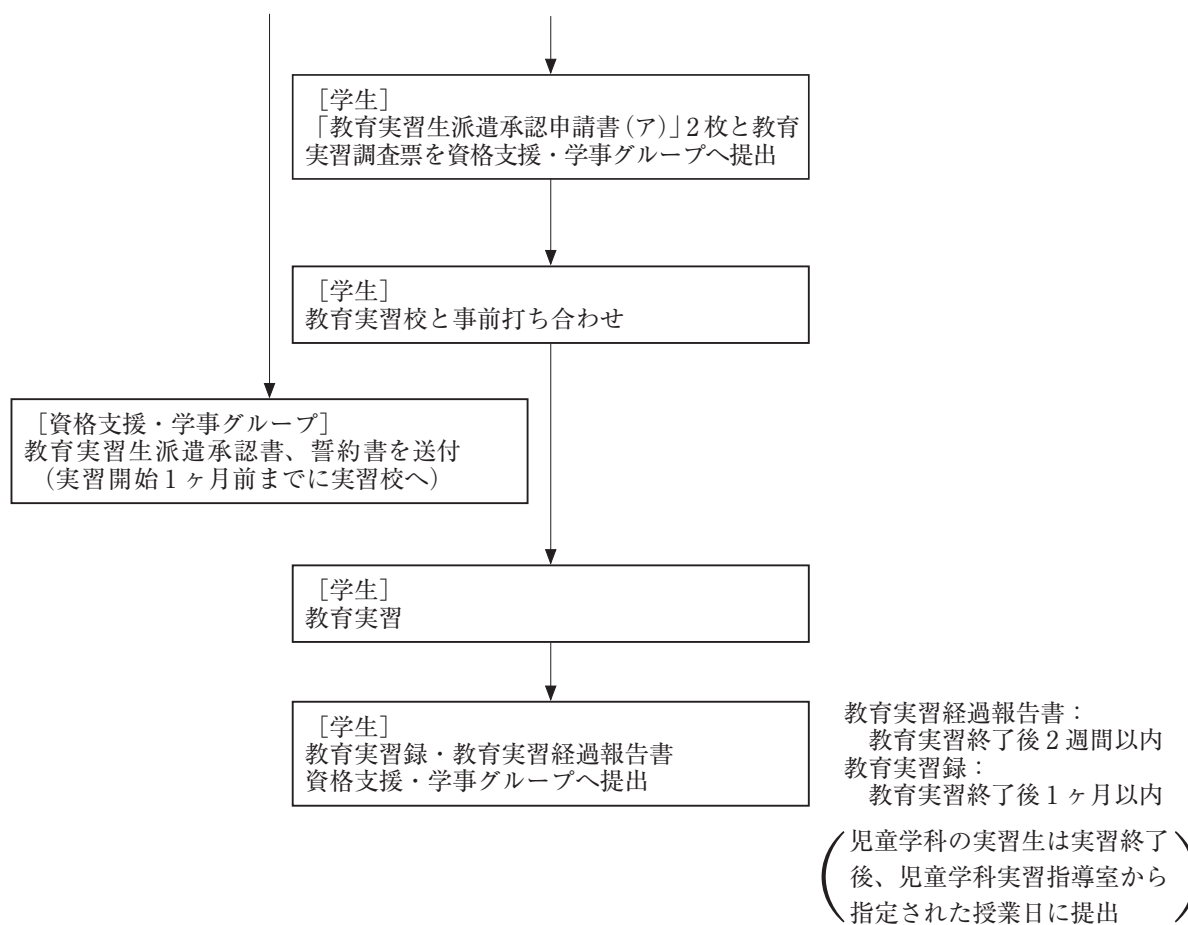 ［学生］
「教育実習生派遣承認申請書（ア）」２枚と教育
実習調査票を資格支援・学事グループへ提出
［学生］
教育実習校と事前打ち合わせ
［資格支援・学事グループ］
教育実習生派遣承認書、誓約書を送付
（実習開始１ヶ月前までに実習校へ）
［学生］
教育実習
［学生］
教育実習録・教育実習経過報告書
資格支援・学事グループへ提出
教育実習経過報告書：
教育実習終了後２週間以内
教育実習録：
教育実習終了後１ヶ月以内
（児童学科の実習生は実習終了
後、児童学科実習指導室から
指定された授業日に提出）